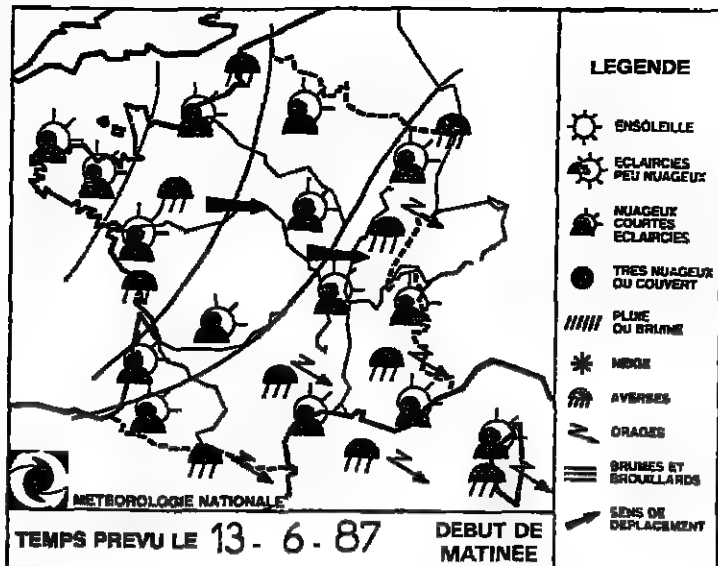 LEGENDE
ENSOLEILLE
ECLAIRCIES
PEU NUAGEUX
NUAGEUX
COURTES
ECLAIRCIES
TRES NUAGEUX
OU COUVERT
PLUIE
OU BRUINE
NEIGE
AVERSES
ORAGES
BRUMES ET
BROUILLARDS
SENS DE
DEPLACEMENT
METEOROLOGIE NATIONALE
TEMPS PREVU LE 13-6-87
DEBUT DE
MATINÉE